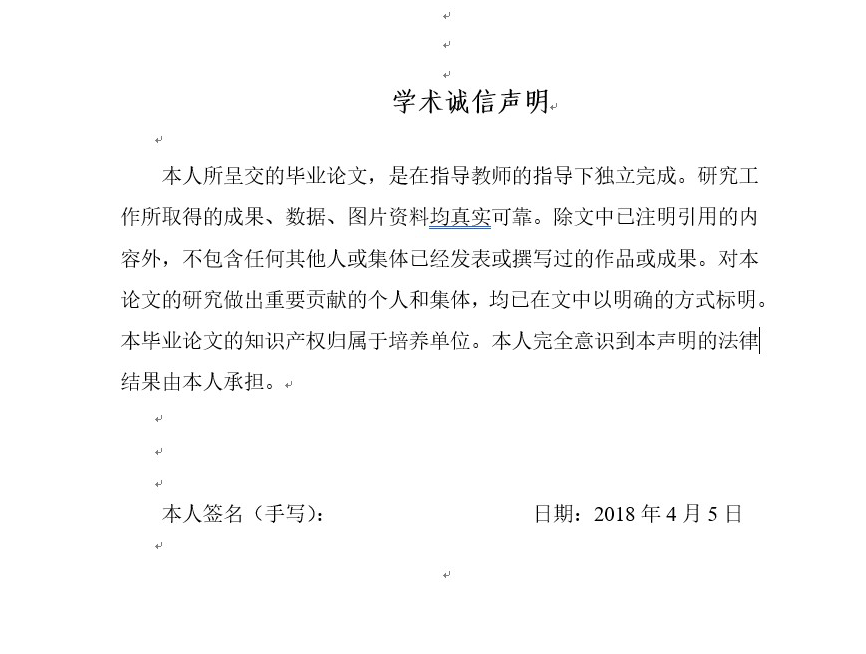 学术诚信声明
本人所呈交的毕业论文，是在指导教师的指导下独立完成。研究工
作所取得的成果、数据、图片资料均真实可靠。除文中已注明引用的内
容外，不包含任何其他人或集体已经发表或撰写过的作品或成果。对本
论文的研究做出重要贡献的个人和集体，均已在文中以明确的方式标明。
本毕业论文的知识产权归属于培养单位。本人完全意识到本声明的法律
结果由本人承担。
本人签名（手写）： 日期：2018 年 4 月 5 日